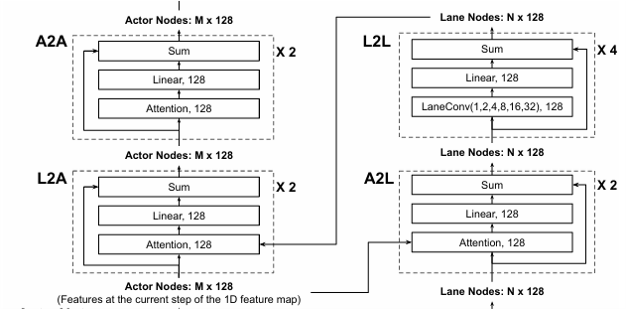 Actor Nodes: M x 128
A2A
Sum
X 2
Linear, 128
Attention, 128
Actor Nodes: M x 128
L2A
Sum
X 2
Linear, 128
Attention, 128
Actor Nodes: M x 128
(Features at the current step of the 1D feature map)
Lane Nodes: N x 128
L2L
Sum
X 4
Linear, 128
LaneConv(1,2,4,8,16,32), 128
Lane Nodes: N x 128
A2L
Sum
X 2
Linear, 128
Attention, 128
Lane Nodes: N x 128